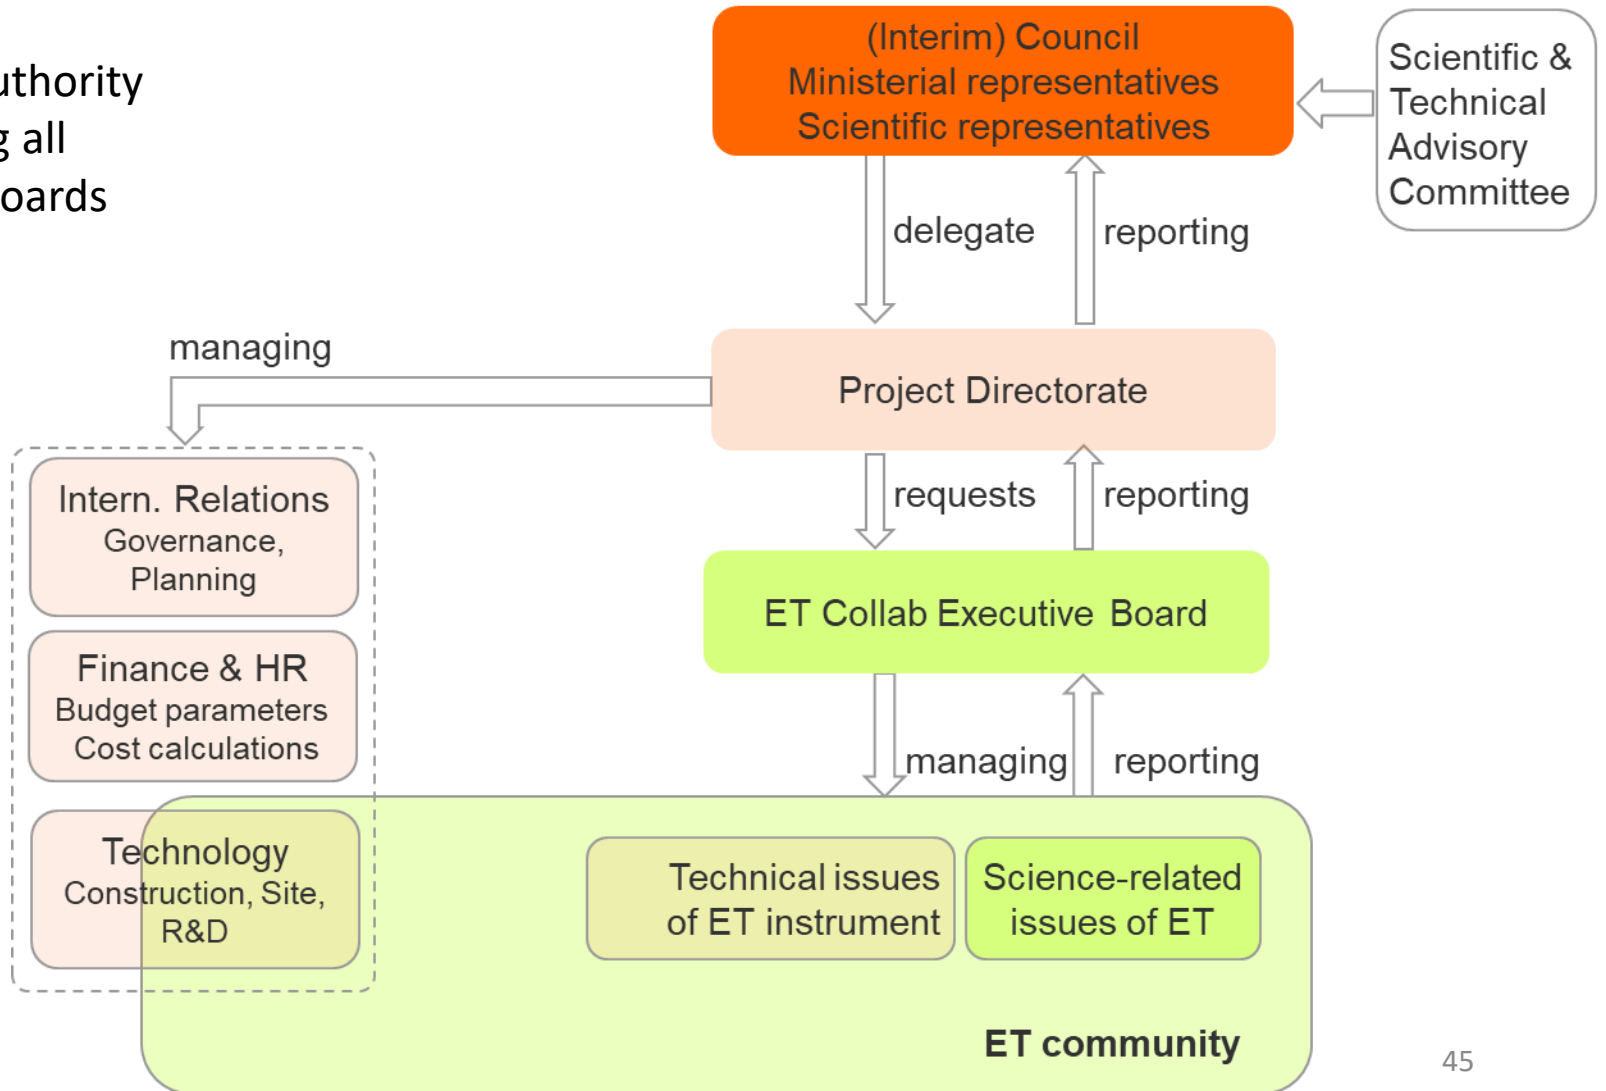 (Interim) Council
Ministerial representatives
Scientific representatives
Scientific &
Technical
Advisory
Committee
all
delegate
reporting
managing
Project Directorate
requests
reporting
Intern. Relations
Governance,
Planning
ET Collab Executive Board
Finance & HR
Budget parameters
Cost calculations
managing
reporting
Technology
Construction, Site,
R&D
Technical issues
of ET instrument
Science-related
issues of ET
ET community
45